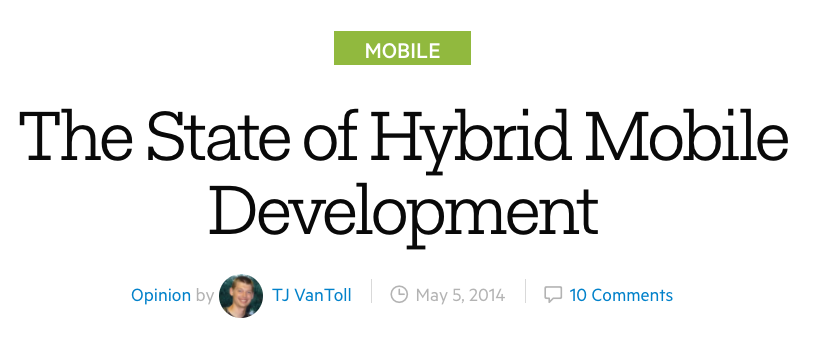 MOBILE
The State of Hybrid Mobile
Development
Opinion by TJ VanToll May 5, 2014 10 Comments